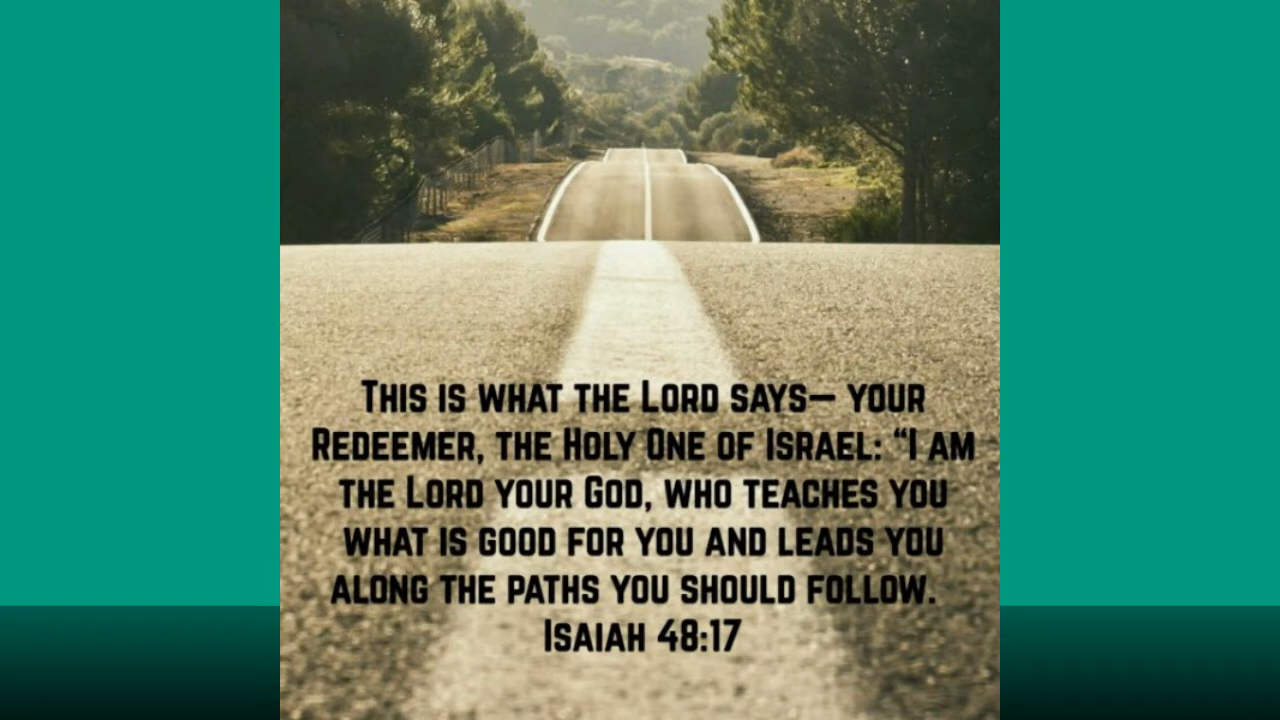 This is what the Lord says— your
Redeemer, the Holy One of Israel: “I am
the Lord your God, who teaches you
what is good for you and leads you
along the paths you should follow.
Isaiah 48:17